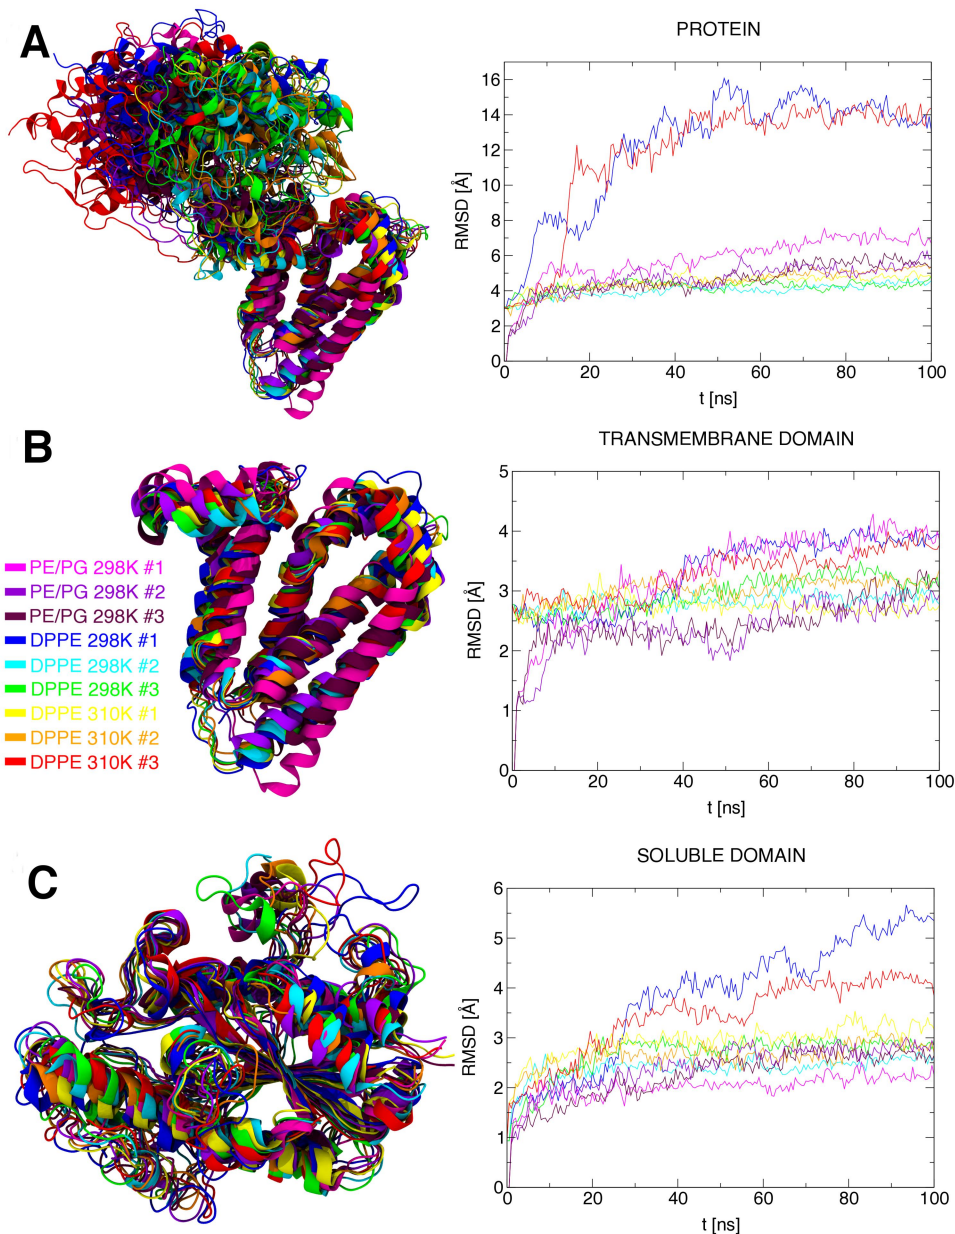 A
PROTEIN
RMSD [Å]
16
14
12
10
8
6
4
2
0
0 20 40 60 80 100
t [ns]
B
TRANSMEMBRANE DOMAIN
PE/PG 298K #1
PE/PG 298K #2
PE/PG 298K #3
DPPE 298K #1
DPPE 298K #2
DPPE 298K #3
DPPE 310K #1
DPPE 310K #2
DPPE 310K #3
RMSD [Å]
5
4
3
2
1
0
0 20 40 60 80 100
t [ns]
C
SOLUBLE DOMAIN
RMSD [Å]
6
5
4
3
2
1
0
0 20 40 60 80 100
t [ns]